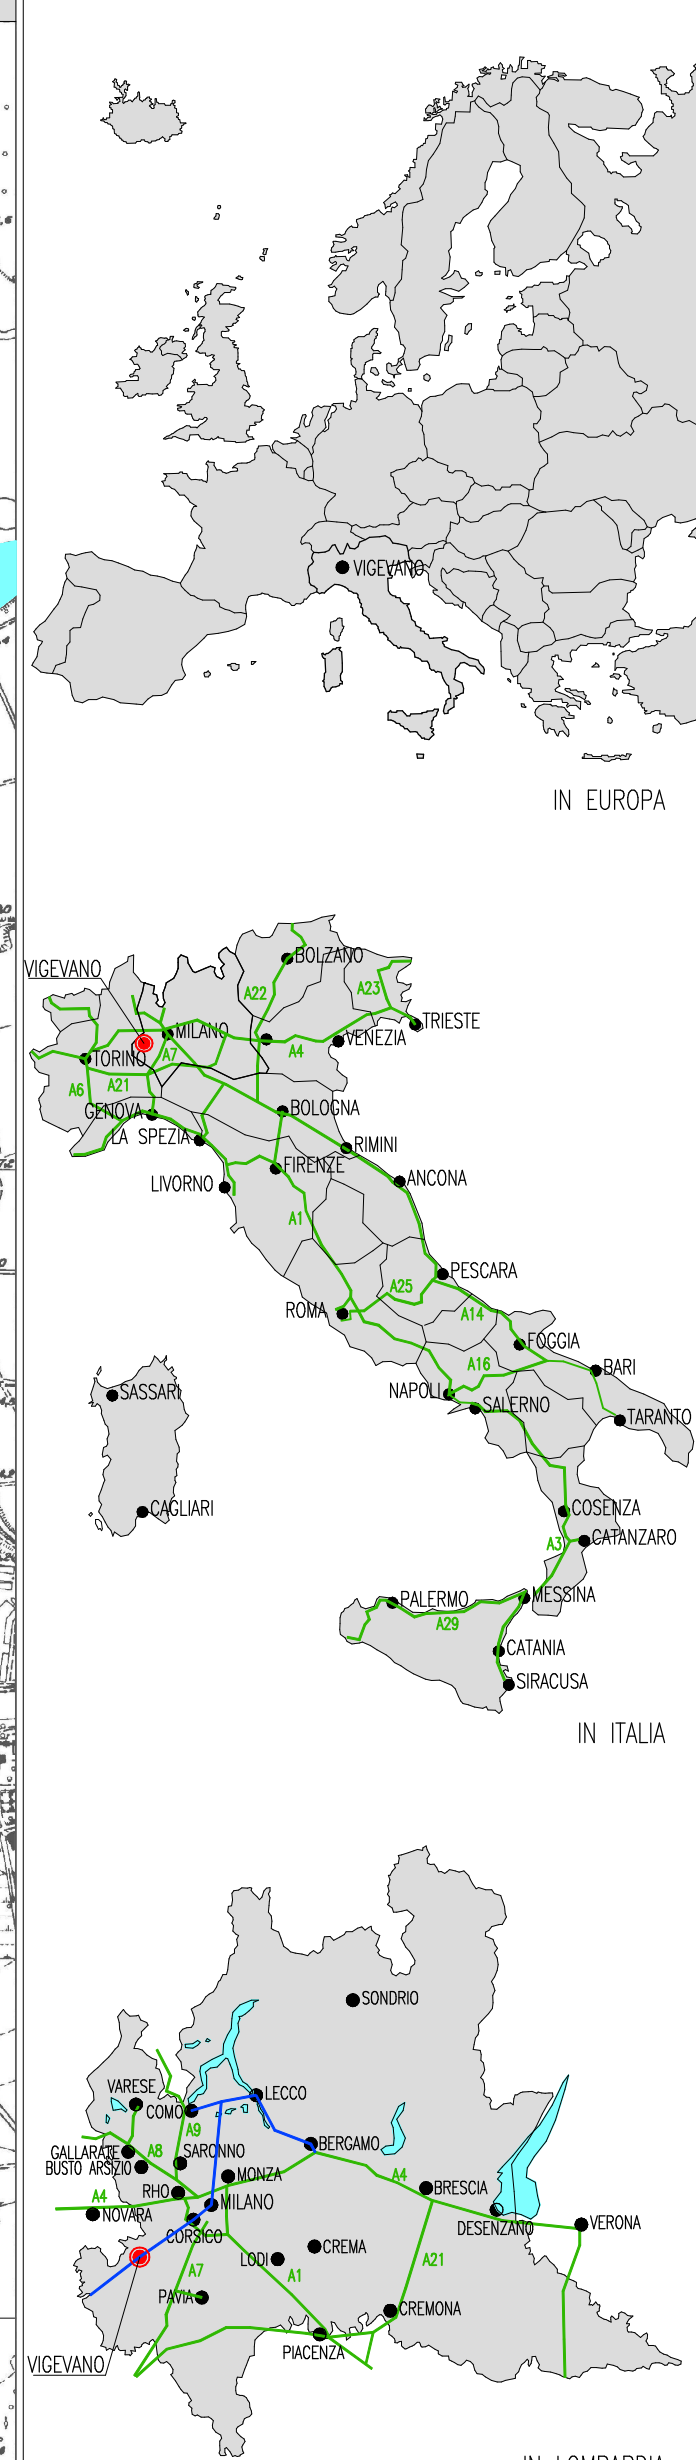 VIGEVANO
IN EUROPA
BOLZANO
VIGEVANO
A22
A23
TRIESTE
MILANO
VENEZIA
A7
A4
TORINO
A6
A21
GENOVA
BOLOGNA
LA SPEZIA
RIMINI
FIRENZE
LIVORNO
ANCONA
A1
PESCARA
A25
ROMA
A14
FOGGIA
A16
BARI
SASSARI
NAPOLI
SALERNO
TARANTO
CAGLIARI
COSENZA
CATANZARO
A3
PALERMO
MESSINA
A29
CATANIA
SIRACUSA
IN ITALIA
SONDRIO
VARESE
LECCO
COMO
A9
BERGAMO
GALLARATE
A8
SARONNO
BUSTO ARSIZIO
MONZA
A4
BRESCIA
RHO
A4
MILANO
NOVARA
DESENZANO
VERONA
CORSICO
CREMA
LODI
A21
A7
A1
PAVIA
CREMONA
PIACENZA
VIGEVANO
IN LOMBARDIA